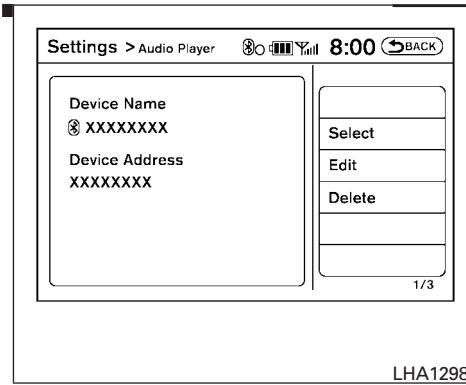 Settings > Audio Player 8:00 BACK
Device Name
XXXXXXXX
Device Address
XXXXXXXX
Select
Edit
Delete
1/3
LHA1298